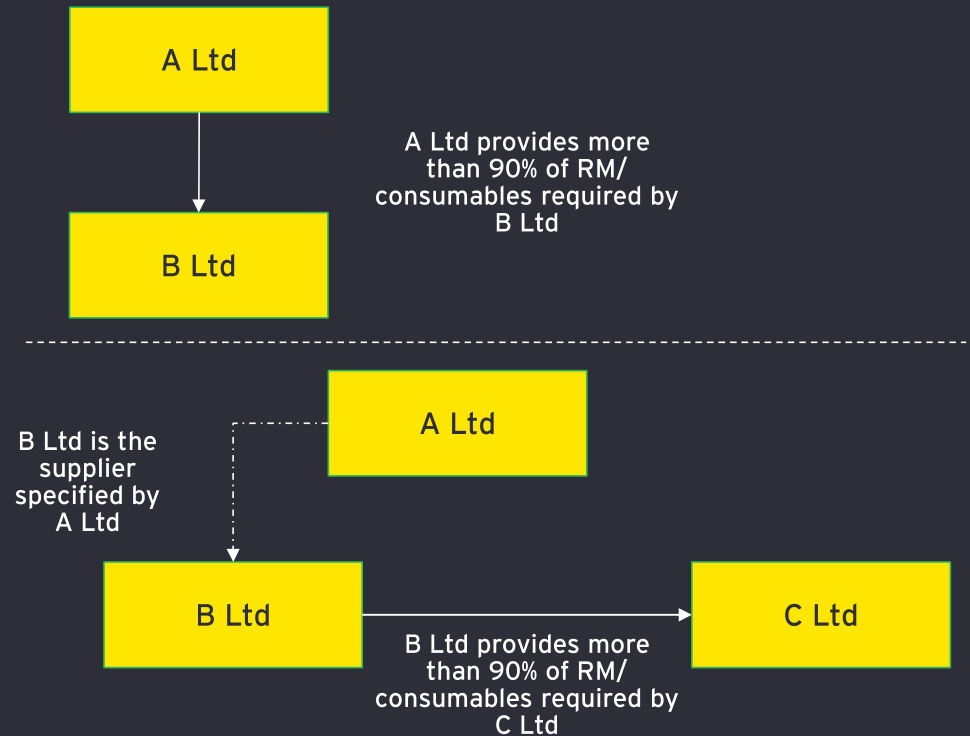 A Ltd
A Ltd provides more
than 90% of RM/
consumables required by
B Ltd
B Ltd
A Ltd
B Ltd is the
supplier
specified by
A Ltd
B Ltd
C Ltd
B Ltd provides more
than 90% of RM/
consumables required by
C Ltd